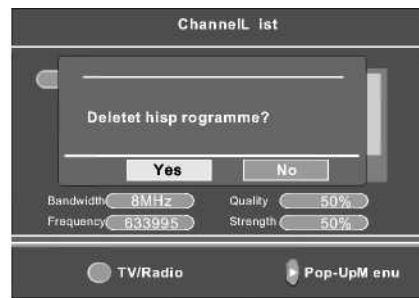 ChannelL ist
Deletet hisp rogramme?
Yes No
Bandwidth 8MHz Quality 50%
Frequency 633995 Strength 50%
TV/Radio Pop-UpM enu